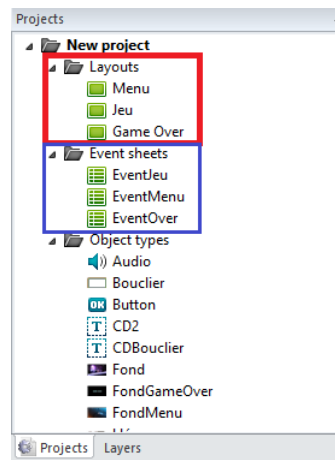 Projects
New project
Layouts
Menu
Jeu
Game Over
Event sheets
EventJeu
EventMenu
EventOver
Object types
Audio
Bouclier
OK Button
T CD2
T CDBouclier
Fond
FondGameOver
FondMenu
Projects Layers